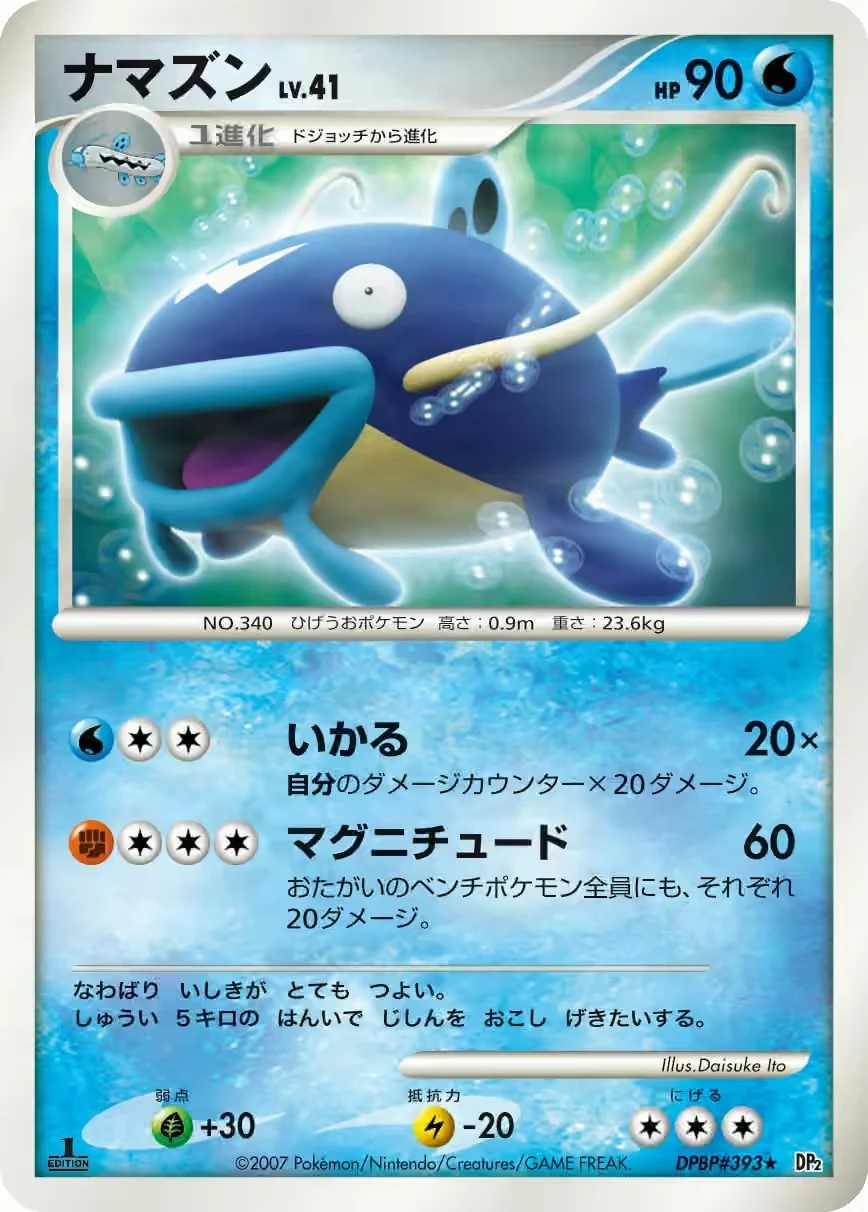 ナマズン LV.41 HP 90
1進化 ドジョッチから進化
NO.340 ひげうおポケモン 高さ：0.9m 重さ：23.6kg
いかる 20×
自分のダメージカウンター×20ダメージ。
マグニチュード 60
おたがいのベンチポケモン全員にも、それぞれ
20ダメージ。
なわばり いしきが とても つよい。
しゅうい 5キロの はんいで じしんを おこし げきたいする。
Illus.Daisuke Ito
弱点 抵抗力 にげる
+30 -20
1
EDITION
©2007 Pokémon/Nintendo/Creatures/GAME FREAK. DPBP#393★ DP2